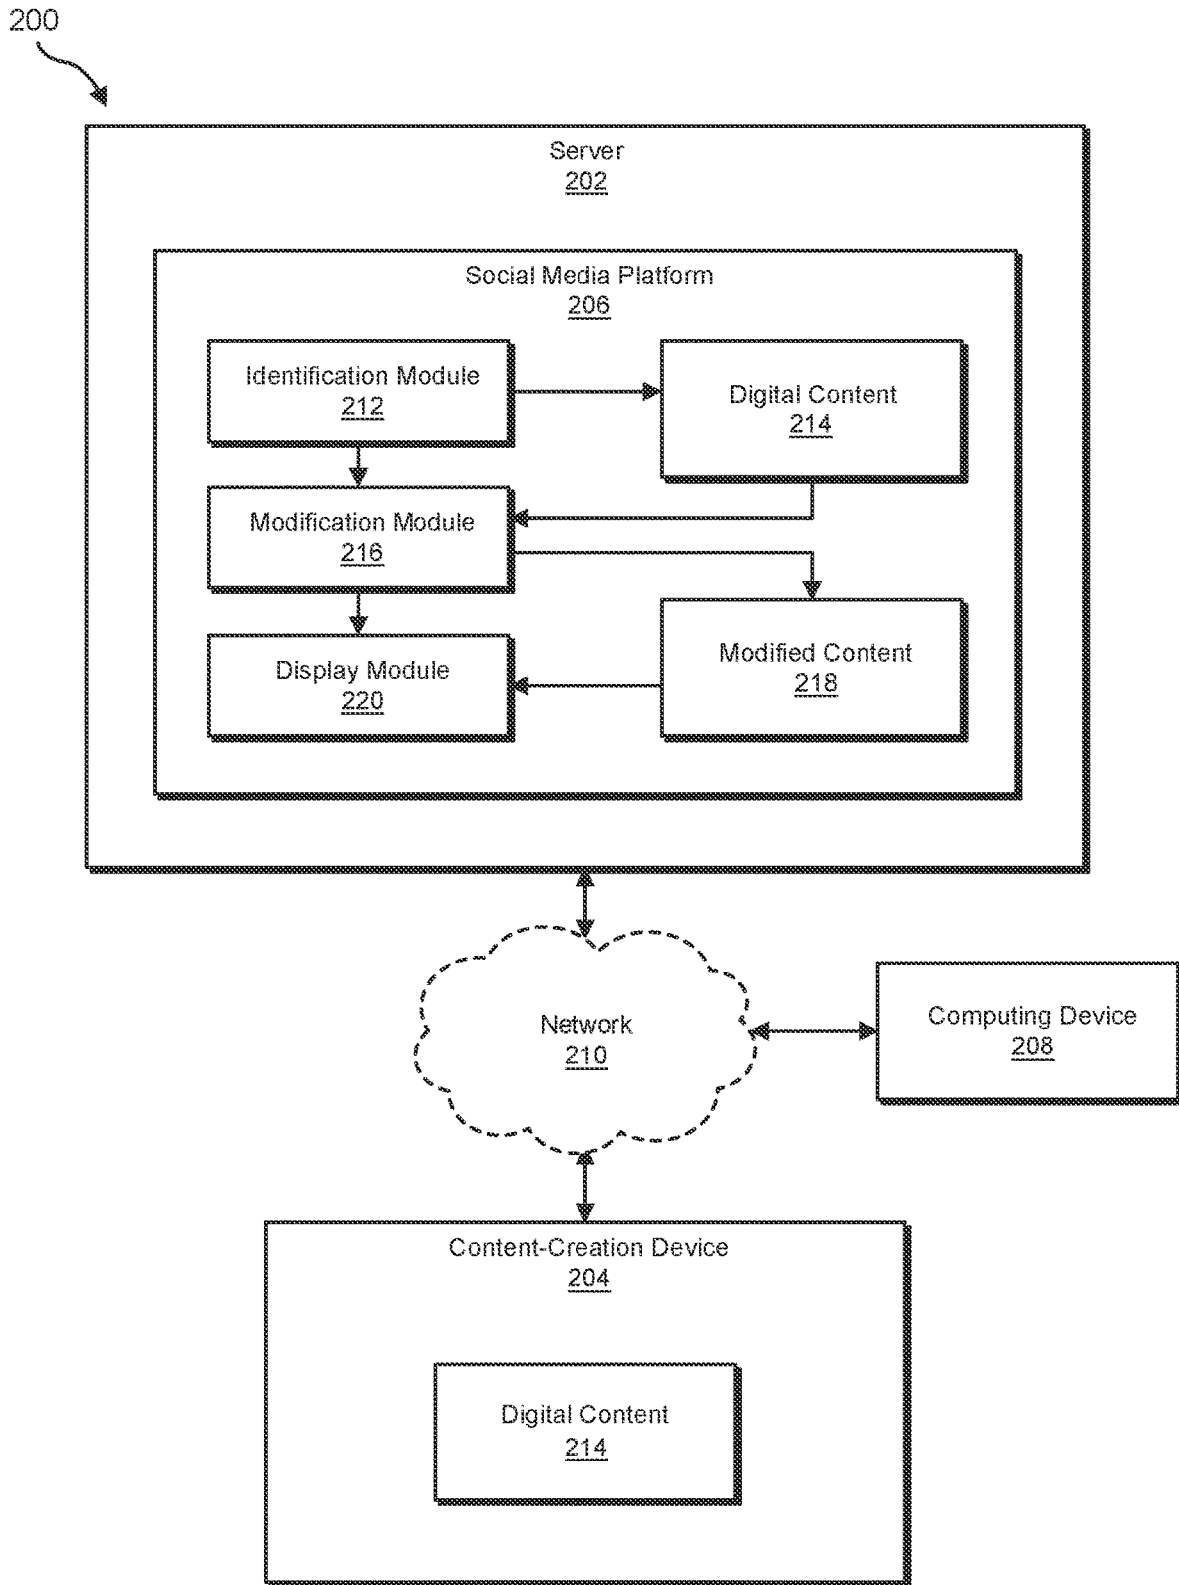 200
Server
202
Social Media Platform
206
Identification Module
212
Digital Content
214
Modification Module
216
Modified Content
218
Display Module
220
Network
210
Computing Device
208
Content-Creation Device
204
Digital Content
214